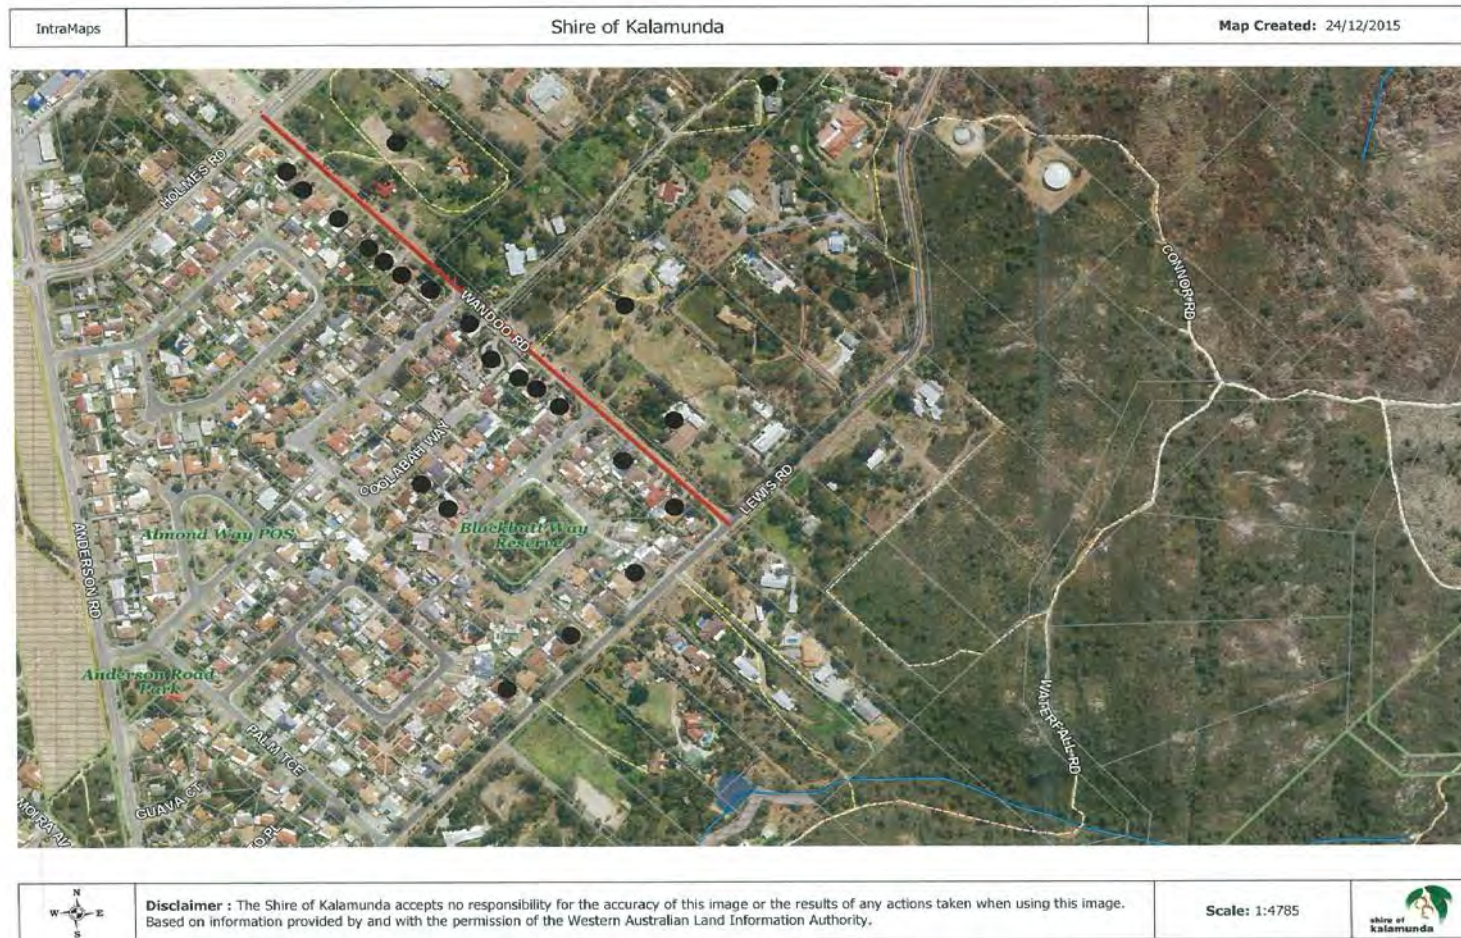 IntraMaps
Shire of Kalamunda
Map Created: 24/12/2015
HOLMES RD
CONNOR RD
WANDOO RD
COOLABAH WAY
LEWIS RD
Almond Way POS
Blackbutt Way
Reserve
ANDERSON RD
Anderson Road
Park
PALM TCE
WATERFALL RD
GUAVA CT
MOIRA AV
N
W E
S
Disclaimer : The Shire of Kalamunda accepts no responsibility for the accuracy of this image or the results of any actions taken when using this image.
Based on information provided by and with the permission of the Western Australian Land Information Authority.
Scale: 1:4785
shire of
kalamunda